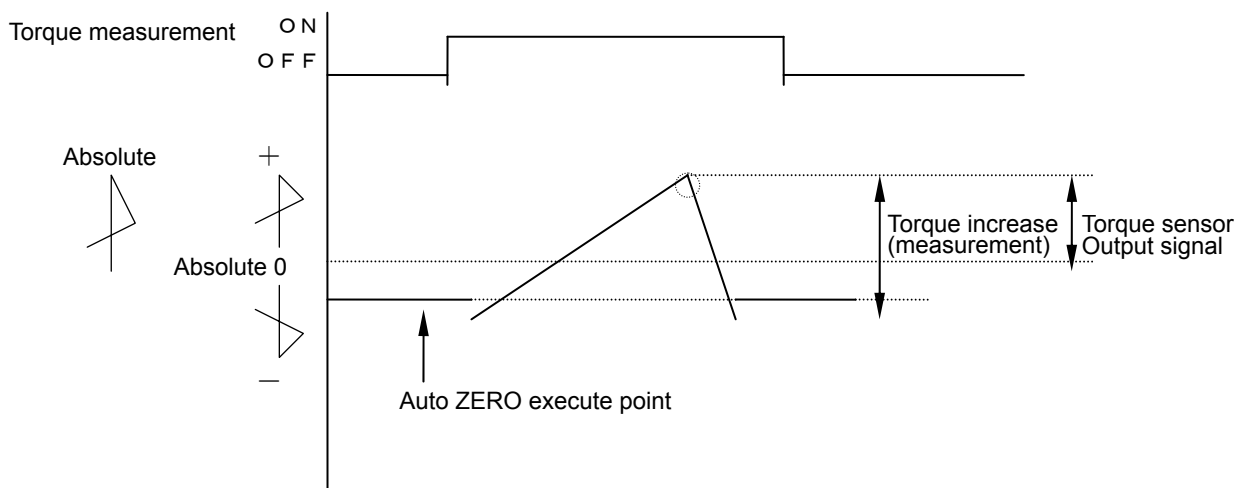 Torque measurement
ON
OFF
Absolute
+
Absolute 0
−
Torque increase
(measurement)
Torque sensor
Output signal
Auto ZERO execute point